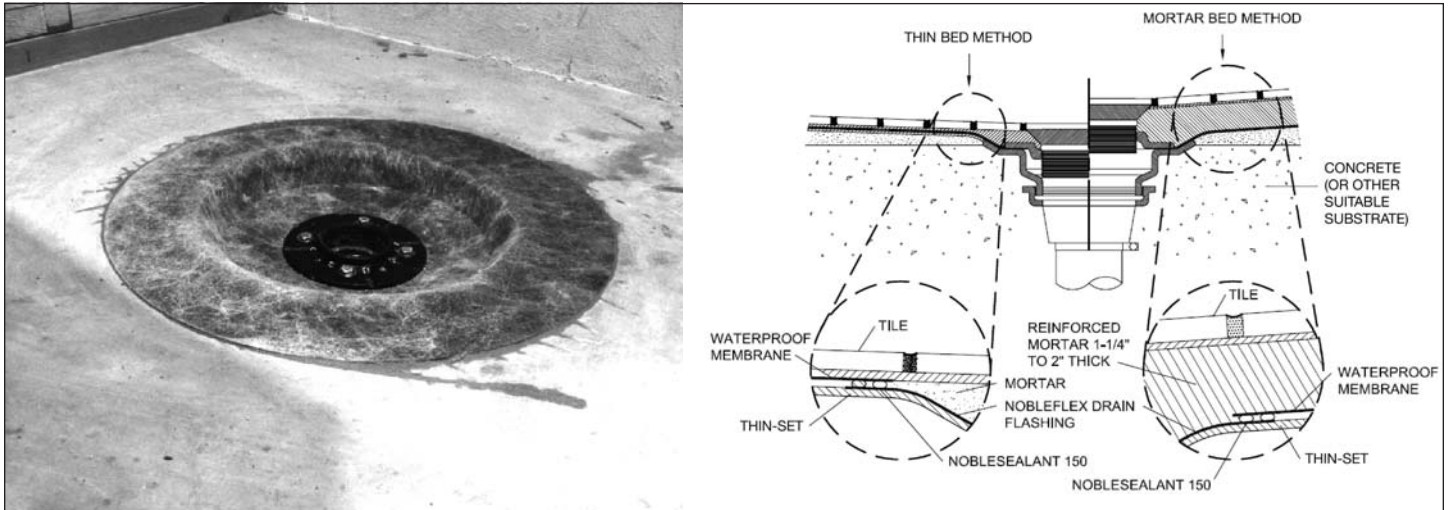 THIN BED METHOD
MORTAR BED METHOD
CONCRETE
(OR OTHER
SUITABLE
SUBSTRATE)
WATERPROOF
MEMBRANE
TILE
MORTAR
NOBLEFLEX DRAIN
FLASHING
THIN-SET
NOBLESEALANT 150
TILE
REINFORCED
MORTAR 1-1/4"
TO 2" THICK
WATERPROOF
MEMBRANE
THIN-SET
NOBLESEALANT 150